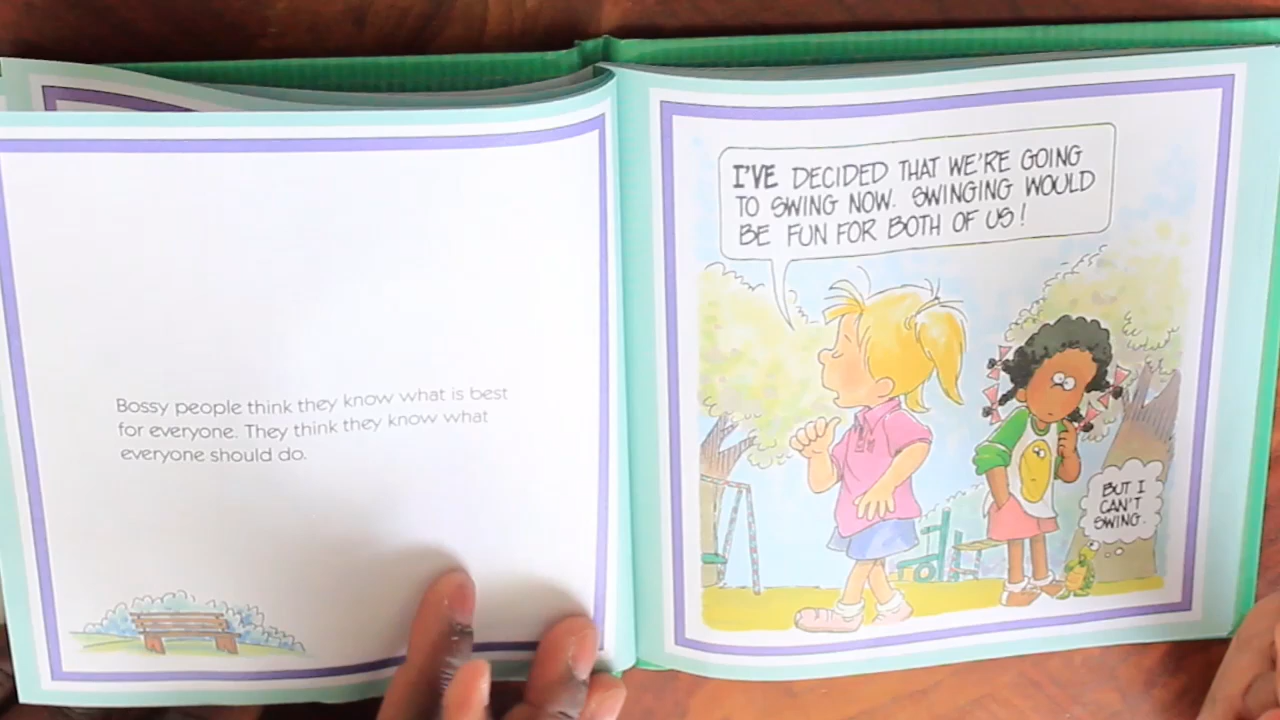 Bossy people think they know what is best
for everyone. They think they know what
everyone should do.
I'VE DECIDED THAT WE'RE GOING
TO SWING NOW. SWINGING WOULD
BE FUN FOR BOTH OF US!
BUT I
CAN'T
SWING.